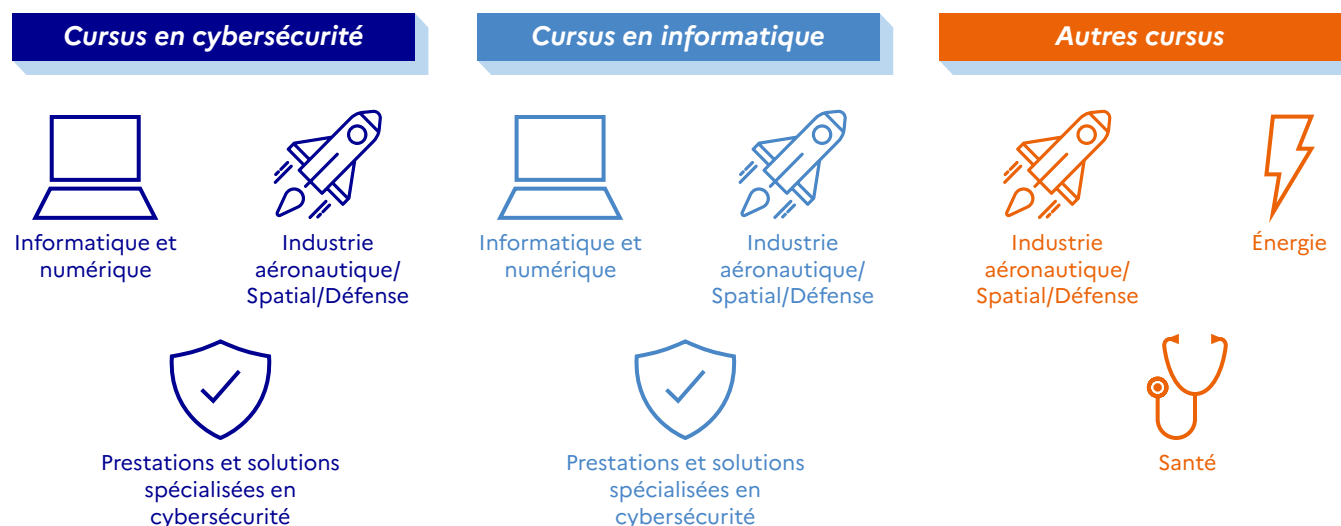 Cursus en cybersécurité
Informatique et
numérique
Industrie
aéronautique/
Spatial/Défense
Prestations et solutions
spécialisées en
cybersécurité
Cursus en informatique
Informatique et
numérique
Industrie
aéronautique/
Spatial/Défense
Prestations et solutions
spécialisées en
cybersécurité
Autres cursus
Industrie
aéronautique/
Spatial/Défense
Énergie
Santé